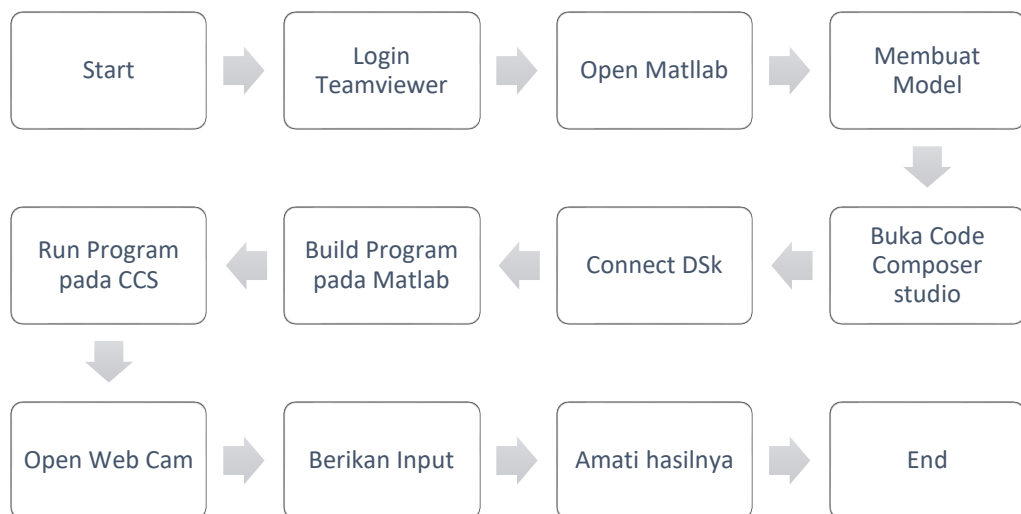 Start
Login
Teamviewer
Open Matllab
Membuat
Model
Buka Code
Composer
studio
Connect DSk
Build Program
pada Matlab
Run Program
pada CCS
Open Web Cam
Berikan Input
Amati hasilnya
End